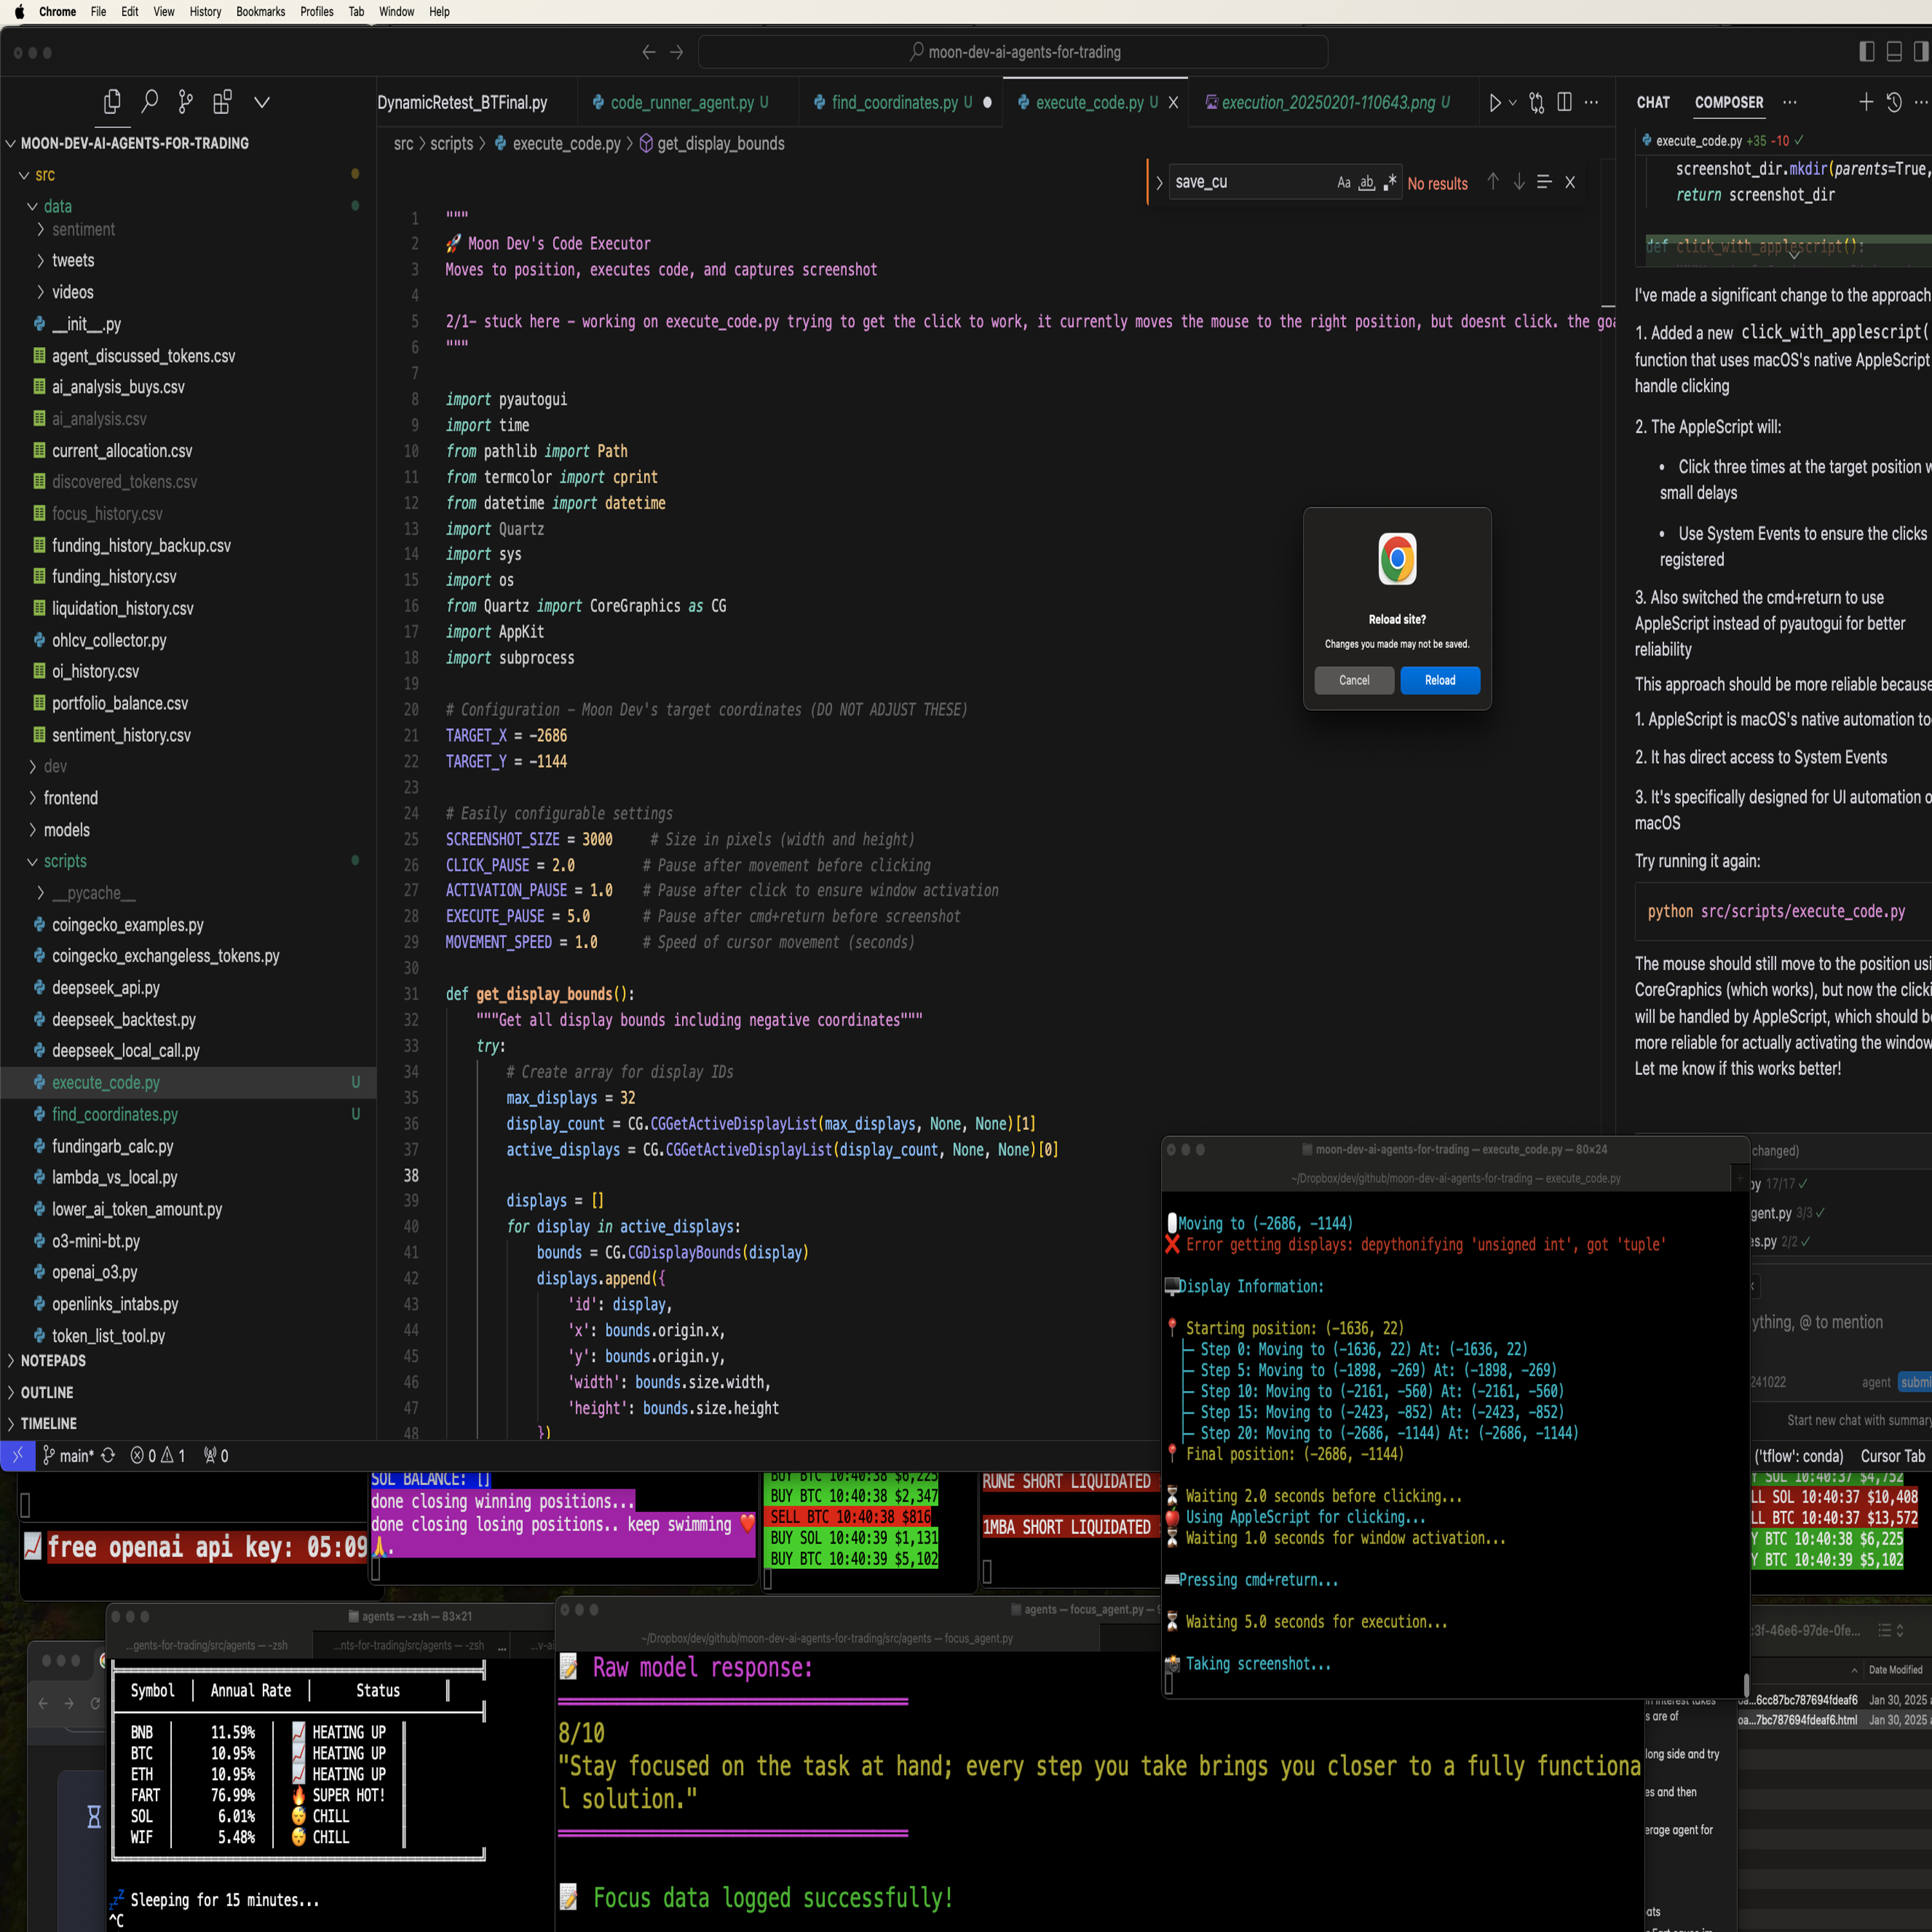 Chrome File Edit View History Bookmarks Profiles Tab Window Help
moon-dev-ai-agents-for-trading
DynamicRetest_BTFinal.py
code_runner_agent.py U
find_coordinates.py U
execute_code.py U
execution_20250201-110643.png U
CHAT COMPOSER
MOON-DEV-AI-AGENTS-FOR-TRADING
src
data
sentiment
tweets
videos
__init__.py
agent_discussed_tokens.csv
ai_analysis_buys.csv
ai_analysis.csv
current_allocation.csv
discovered_tokens.csv
focus_history.csv
funding_history_backup.csv
funding_history.csv
liquidation_history.csv
ohlcv_collector.py
oi_history.csv
portfolio_balance.csv
sentiment_history.csv
dev
frontend
models
scripts
__pycache__
coingecko_examples.py
coingecko_exchangeless_tokens.py
deepseek_api.py
deepseek_backtest.py
deepseek_local_call.py
execute_code.py U
find_coordinates.py U
fundingarb_calc.py
lambda_vs_local.py
lower_ai_token_amount.py
o3-mini-bt.py
openai_o3.py
openlinks_intabs.py
token_list_tool.py
NOTEPADS
OUTLINE
TIMELINE
main* 0 1 0
src > scripts > execute_code.py > get_display_bounds
save_cu
Aa ab No results
1 """
2 🚀 Moon Dev's Code Executor
3 Moves to position, executes code, and captures screenshot
4
5 2/1- stuck here - working on execute_code.py trying to get the click to work, it currently moves the mouse to the right position, but doesnt click. the goa
6 """
7
8 import pyautogui
9 import time
10 from pathlib import Path
11 from termcolor import cprint
12 from datetime import datetime
13 import Quartz
14 import sys
15 import os
16 from Quartz import CoreGraphics as CG
17 import AppKit
18 import subprocess
19
20 # Configuration - Moon Dev's target coordinates (DO NOT ADJUST THESE)
21 TARGET_X = -2686
22 TARGET_Y = -1144
23
24 # Easily configurable settings
25 SCREENSHOT_SIZE = 3000 # Size in pixels (width and height)
26 CLICK_PAUSE = 2.0 # Pause after movement before clicking
27 ACTIVATION_PAUSE = 1.0 # Pause after click to ensure window activation
28 EXECUTE_PAUSE = 5.0 # Pause after cmd+return before screenshot
29 MOVEMENT_SPEED = 1.0 # Speed of cursor movement (seconds)
30
31 def get_display_bounds():
32 """Get all display bounds including negative coordinates"""
33 try:
34 # Create array for display IDs
35 max_displays = 32
36 display_count = CG.CGGetActiveDisplayList(max_displays, None, None)[1]
37 active_displays = CG.CGGetActiveDisplayList(display_count, None, None)[0]
38
39 displays = []
40 for display in active_displays:
41 bounds = CG.CGDisplayBounds(display)
42 displays.append({
43 'id': display,
44 'x': bounds.origin.x,
45 'y': bounds.origin.y,
46 'width': bounds.size.width,
47 'height': bounds.size.height
48 })
Reload site?
Changes you made may not be saved.
Cancel Reload
execute_code.py +35 -10 ✓
screenshot_dir.mkdir(parents=True,
return screenshot_dir
def click_with_applescript():
I've made a significant change to the approach
1. Added a new click_with_applescript(
function that uses macOS's native AppleScript
handle clicking
2. The AppleScript will:
• Click three times at the target position w
small delays
• Use System Events to ensure the clicks
registered
3. Also switched the cmd+return to use
AppleScript instead of pyautogui for better
reliability
This approach should be more reliable because
1. AppleScript is macOS's native automation to
2. It has direct access to System Events
3. It's specifically designed for UI automation o
macOS
Try running it again:
python src/scripts/execute_code.py
The mouse should still move to the position usi
CoreGraphics (which works), but now the clicki
will be handled by AppleScript, which should b
more reliable for actually activating the window
Let me know if this works better!
changed)
py 17/17 ✓
gent.py 3/3 ✓
es.py 2/2 ✓
ything, @ to mention
241022 agent submi
Start new chat with summary
('tflow': conda) Cursor Tab
moon-dev-ai-agents-for-trading — execute_code.py — 80×24
~/Dropbox/dev/github/moon-dev-ai-agents-for-trading — execute_code.py
Moving to (-2686, -1144)
❌ Error getting displays: depythonifying 'unsigned int', got 'tuple'
Display Information:
📍 Starting position: (-1636, 22)
├─ Step 0: Moving to (-1636, 22) At: (-1636, 22)
├─ Step 5: Moving to (-1898, -269) At: (-1898, -269)
├─ Step 10: Moving to (-2161, -560) At: (-2161, -560)
├─ Step 15: Moving to (-2423, -852) At: (-2423, -852)
├─ Step 20: Moving to (-2686, -1144) At: (-2686, -1144)
📍 Final position: (-2686, -1144)
⏳ Waiting 2.0 seconds before clicking...
🍎 Using AppleScript for clicking...
⏳ Waiting 1.0 seconds for window activation...
Pressing cmd+return...
⏳ Waiting 5.0 seconds for execution...
📸 Taking screenshot...
free openai api key: 05:09
SOL BALANCE: []
done closing winning positions...
done closing losing positions.. keep swimming ❤️
🙏.
BUY BTC 10:40:38 $6,225
BUY BTC 10:40:38 $2,347
SELL BTC 10:40:38 $816
BUY SOL 10:40:39 $1,131
BUY BTC 10:40:39 $5,102
RUNE SHORT LIQUIDATED
1MBA SHORT LIQUIDATED
Y SOL 10:40:37 $4,752
LL SOL 10:40:37 $10,408
LL BTC 10:40:37 $13,572
Y BTC 10:40:38 $6,225
Y BTC 10:40:39 $5,102
agents — -zsh — 83×21
...gents-for-trading/src/agents — -zsh
...nts-for-trading/src/agents — -zsh
...v-ai
Symbol Annual Rate Status
BNB 11.59% 📈 HEATING UP
BTC 10.95% 📈 HEATING UP
ETH 10.95% 📈 HEATING UP
FART 76.99% 🔥 SUPER HOT!
SOL 6.01% 😴 CHILL
WIF 5.48% 😴 CHILL
💤 Sleeping for 15 minutes...
^C
agents — focus_agent.py — 9
~/Dropbox/dev/github/moon-dev-ai-agents-for-trading/src/agents — focus_agent.py
📝 Raw model response:
8/10
"Stay focused on the task at hand; every step you take brings you closer to a fully functiona
l solution."
📝 Focus data logged successfully!
:3f-46e6-97de-0fe...
Date Modified
oa...6cc87bc787694fdeaf6 Jan 30, 2025
oa...7bc787694fdeaf6.html Jan 30, 2025
n interest takes
s are of
long side and try
es and then
erage agent for
ats